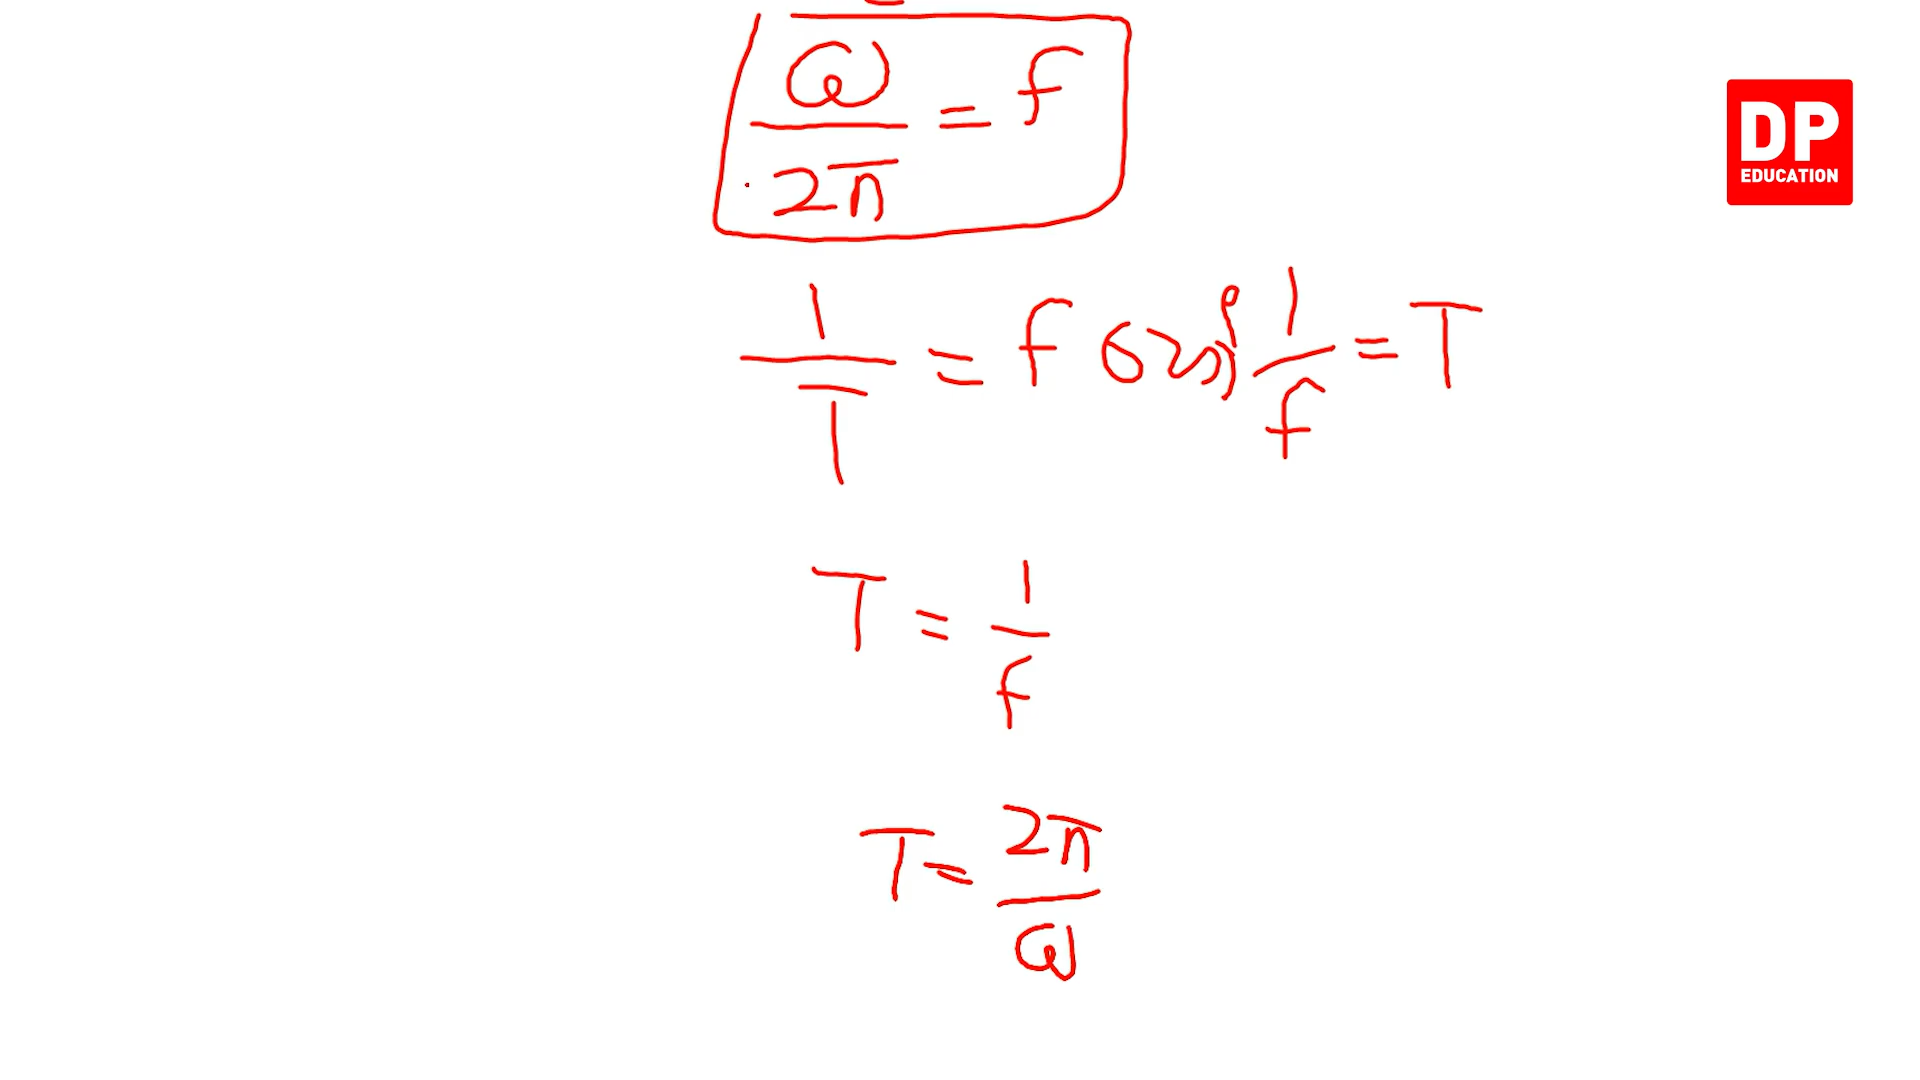 ω/2π = f
1/T = f 1/f = T
T = 1/f
T = 2π/ω
DP
EDUCATION